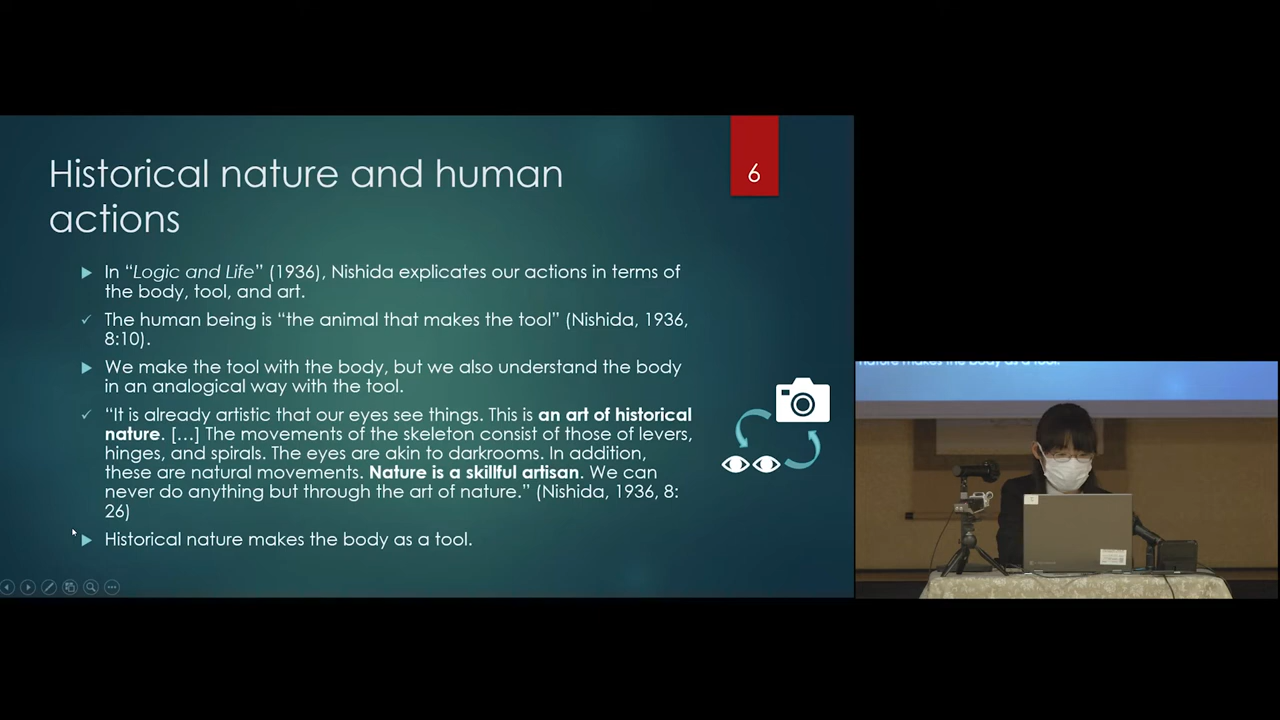 Historical nature and human
actions
6
In “Logic and Life” (1936), Nishida explicates our actions in terms of
the body, tool, and art.
The human being is “the animal that makes the tool” (Nishida, 1936,
8:10).
We make the tool with the body, but we also understand the body
in an analogical way with the tool.
“It is already artistic that our eyes see things. This is an art of historical
nature. […] The movements of the skeleton consist of those of levers,
hinges, and spirals. The eyes are akin to darkrooms. In addition,
these are natural movements. Nature is a skillful artisan. We can
never do anything but through the art of nature.” (Nishida, 1936, 8:
26)
Historical nature makes the body as a tool.
nature makes the body as a tool.